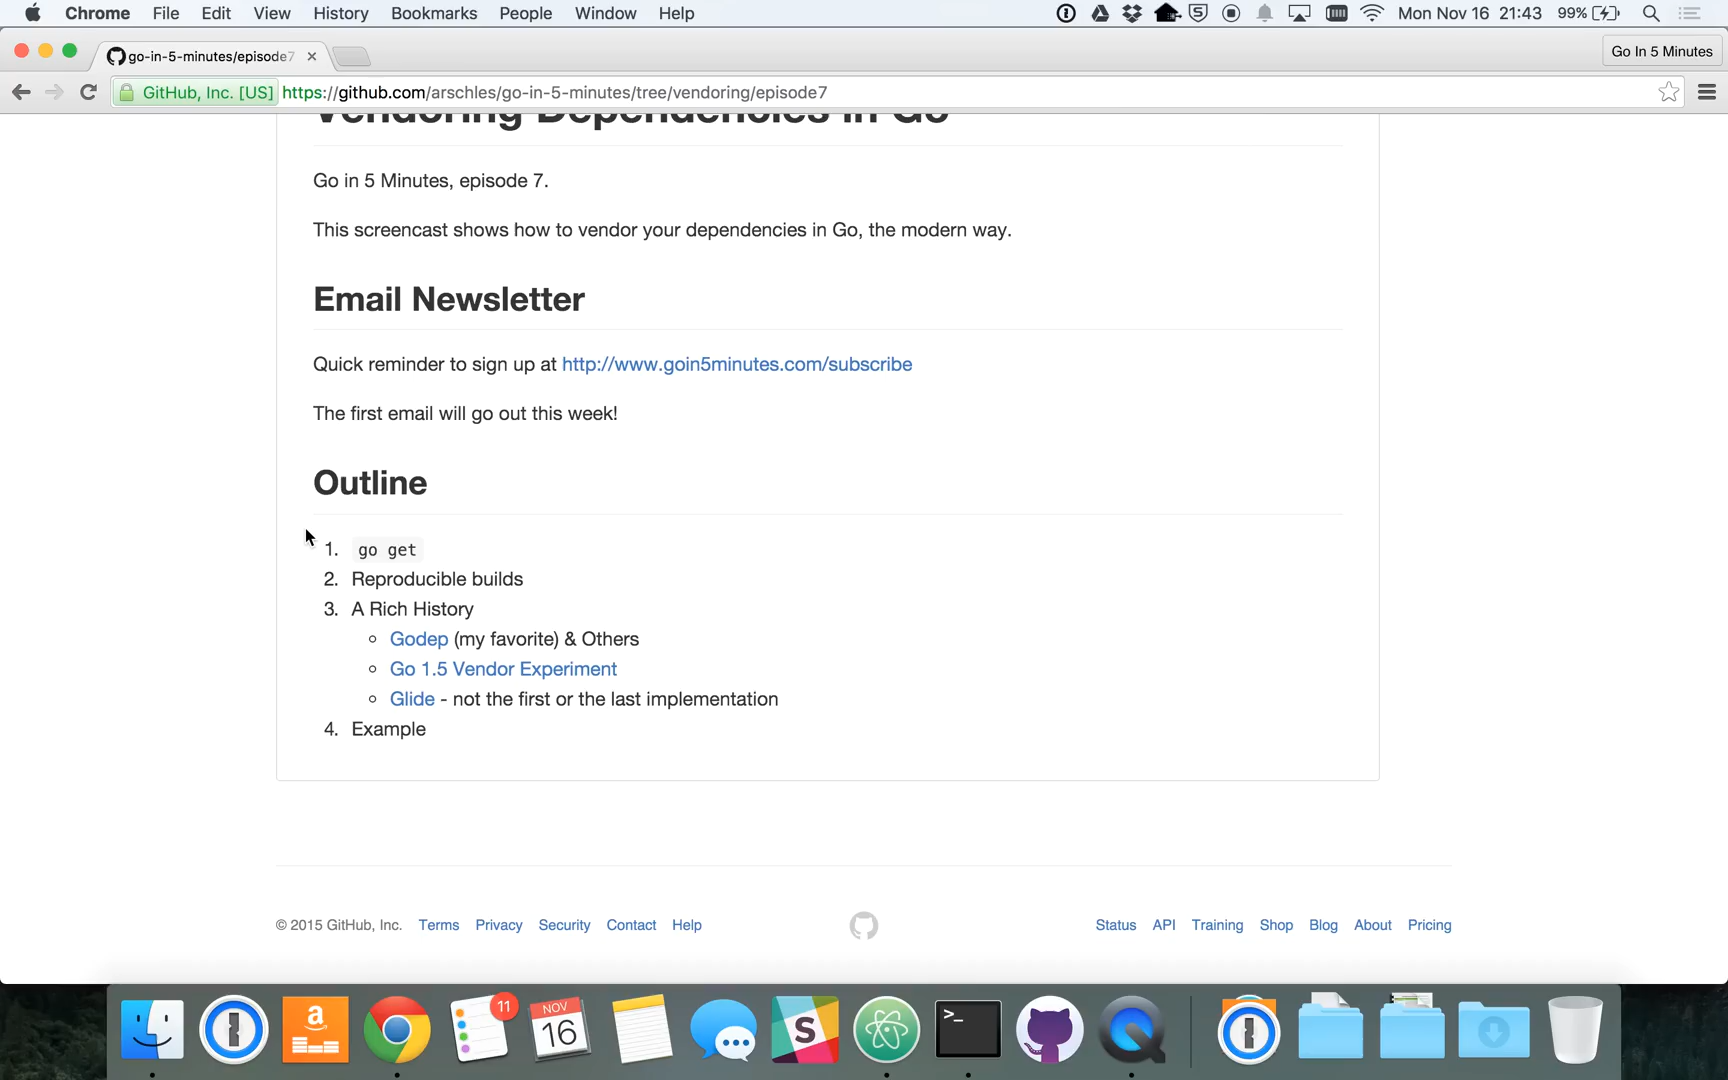 Chrome File Edit View History Bookmarks People Window Help Mon Nov 16 21:43 99%
go-in-5-minutes/episode7
Go In 5 Minutes
GitHub, Inc. [US] https://github.com/arschles/go-in-5-minutes/tree/vendoring/episode7
Vendoring Dependencies in Go
Go in 5 Minutes, episode 7.
This screencast shows how to vendor your dependencies in Go, the modern way.
Email Newsletter
Quick reminder to sign up at http://www.goin5minutes.com/subscribe
The first email will go out this week!
Outline
1. go get
2. Reproducible builds
3. A Rich History
Godep (my favorite) & Others
Go 1.5 Vendor Experiment
Glide - not the first or the last implementation
4. Example
© 2015 GitHub, Inc. Terms Privacy Security Contact Help Status API Training Shop Blog About Pricing
11
NOV
16
a
S
>_